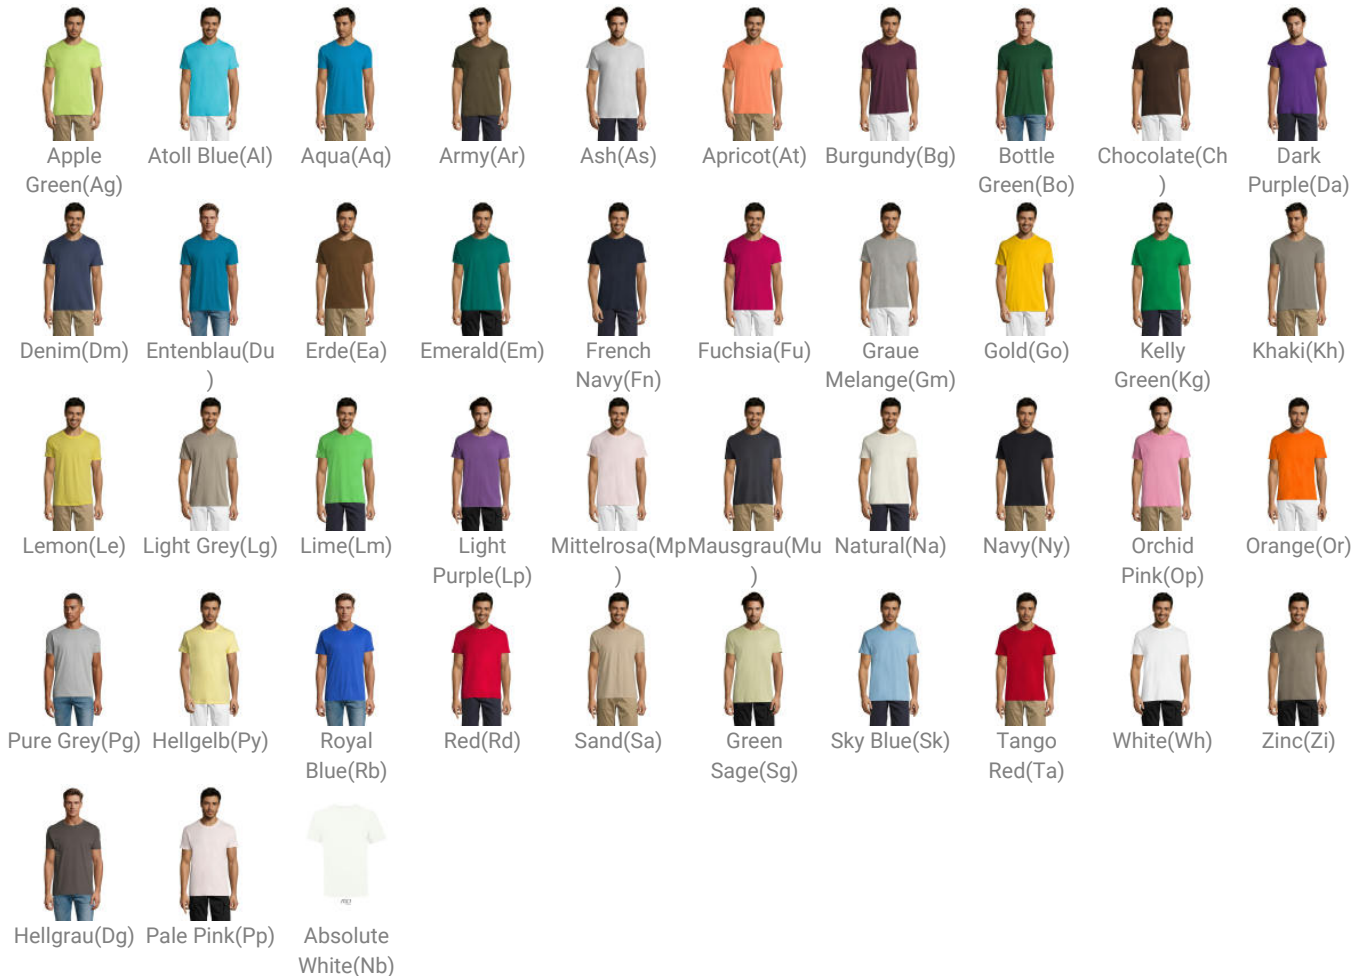 Apple
Green(Ag)
Atoll Blue(Al)
Aqua(Aq)
Army(Ar)
Ash(As)
Apricot(At)
Burgundy(Bg)
Bottle
Green(Bo)
Chocolate(Ch
)
Dark
Purple(Da)
Denim(Dm)
Entenblau(Du
)
Erde(Ea)
Emerald(Em)
French
Navy(Fn)
Fuchsia(Fu)
Graue
Melange(Gm)
Gold(Go)
Kelly
Green(Kg)
Khaki(Kh)
Lemon(Le)
Light Grey(Lg)
Lime(Lm)
Light
Purple(Lp)
Mittelrosa(Mp
)
Mausgrau(Mu
)
Natural(Na)
Navy(Ny)
Orchid
Pink(Op)
Orange(Or)
Pure Grey(Pg)
Hellgelb(Py)
Royal
Blue(Rb)
Red(Rd)
Sand(Sa)
Green
Sage(Sg)
Sky Blue(Sk)
Tango
Red(Ta)
White(Wh)
Zinc(Zi)
Hellgrau(Dg)
Pale Pink(Pp)
Absolute
White(Nb)